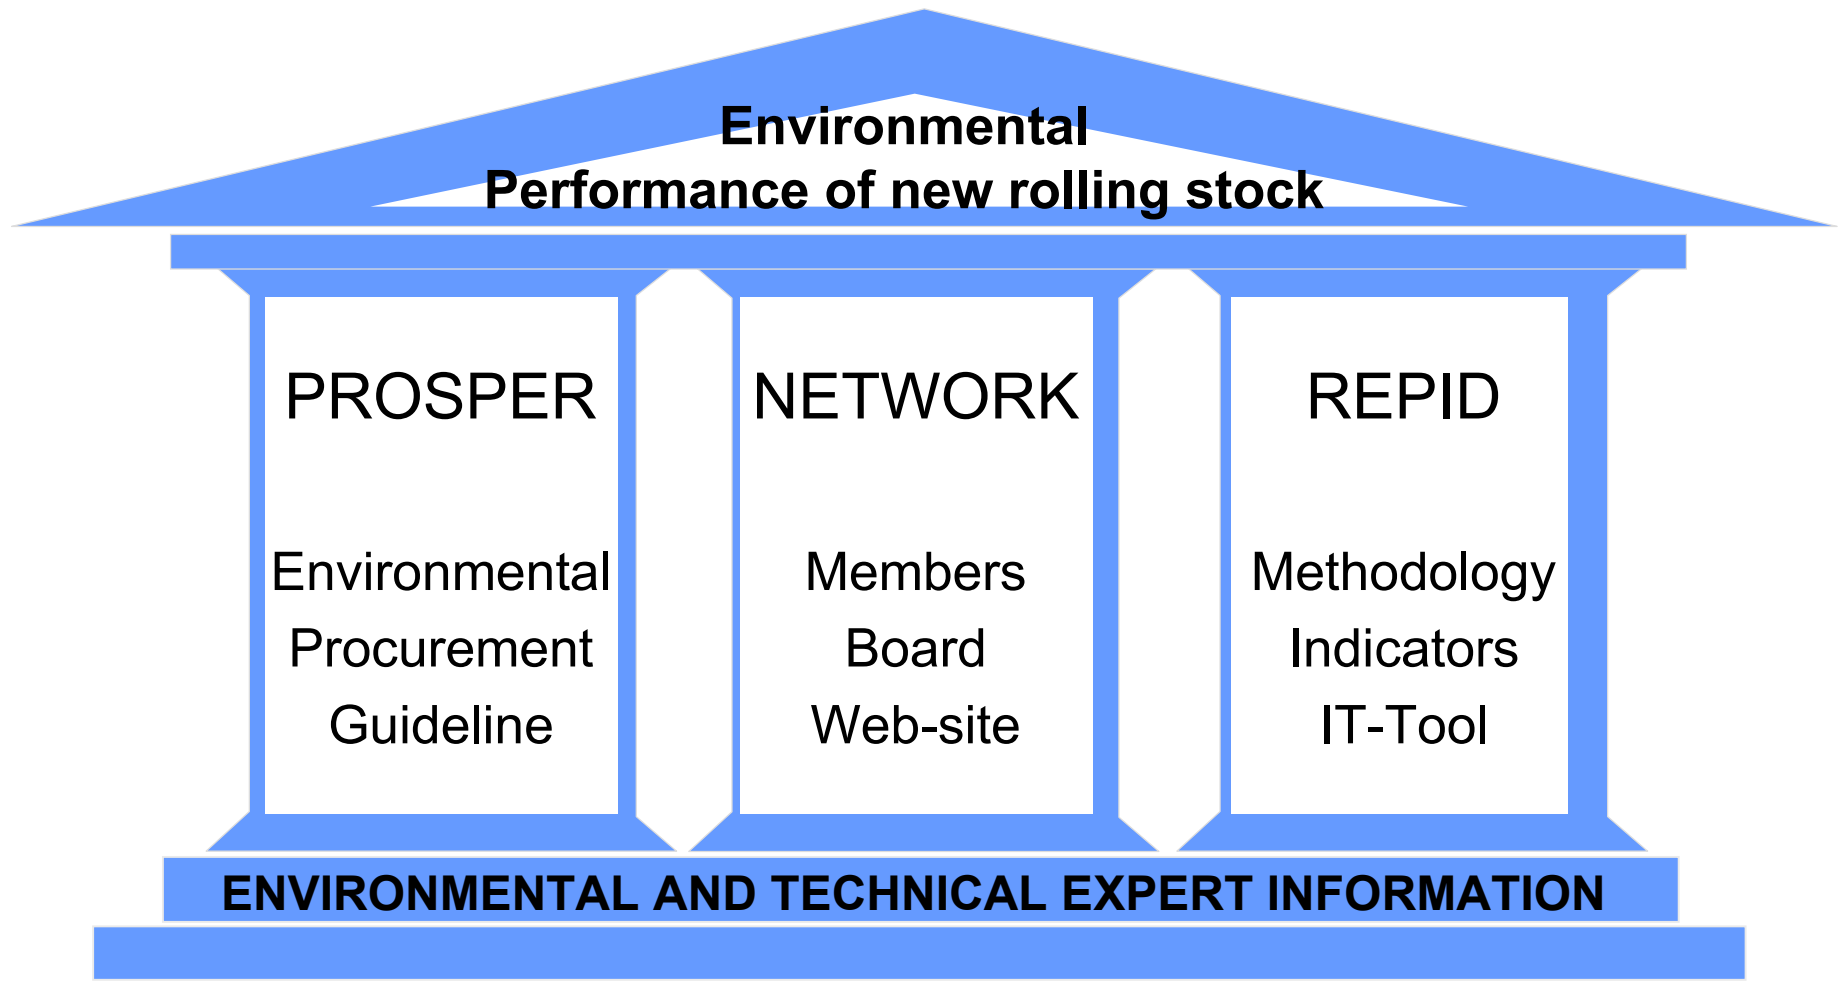 Environmental
Performance of new rolling stock
PROSPER
Environmental
Procurement
Guideline
NETWORK
Members
Board
Web-site
REPID
Methodology
Indicators
IT-Tool
ENVIRONMENTAL AND TECHNICAL EXPERT INFORMATION